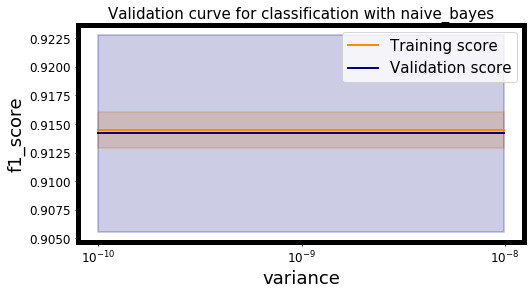 Validation curve for classification with naive_bayes
Training score
Validation score
f1_score
0.9225
0.9200
0.9175
0.9150
0.9125
0.9100
0.9075
0.9050
10⁻¹⁰ 10⁻⁹ 10⁻⁸
variance